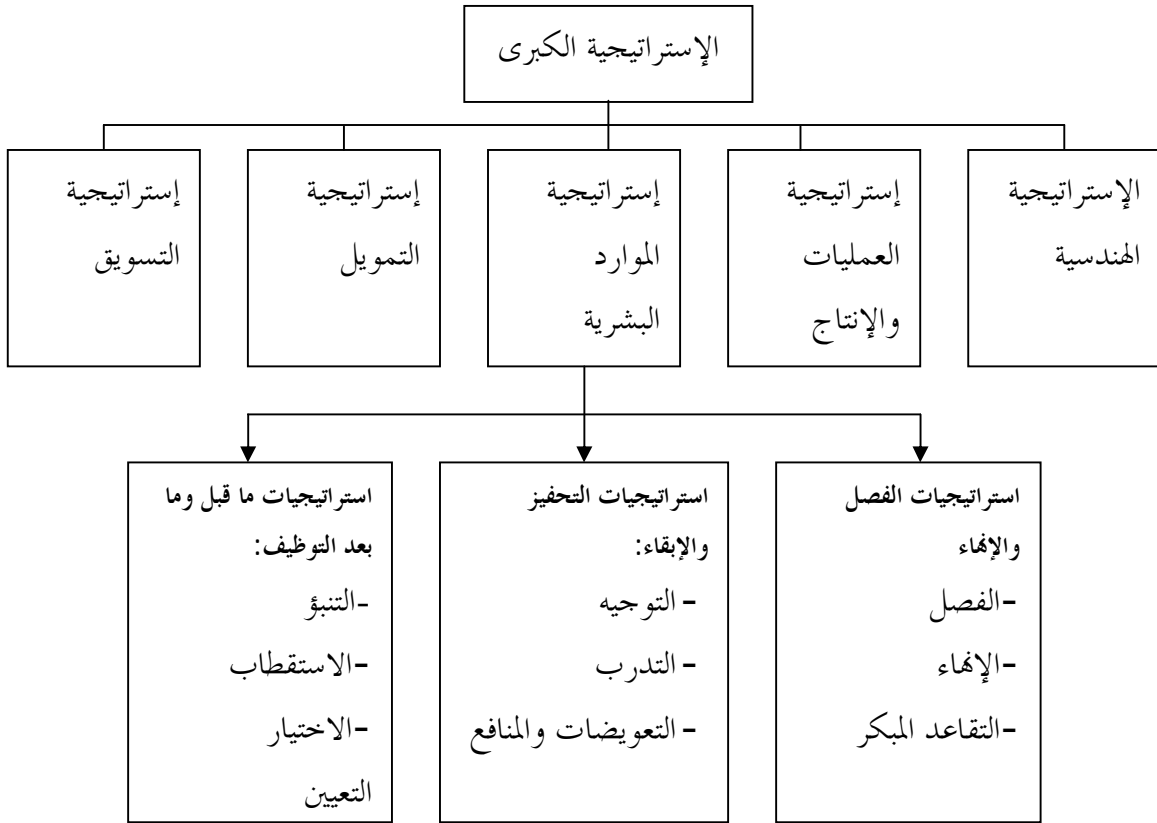 الإستراتيجية الكبرى
الإستراتيجية
الهندسية
إستراتيجية
العمليات
والإنتاج
إستراتيجية
الموارد
البشرية
إستراتيجية
التمويل
إستراتيجية
التسويق
استراتيجيات الفصل
والإنهاء
-الفصل
-الإنهاء
-التقاعد المبكر
استراتيجيات التحفيز
والإبقاء:
- التوجيه
- التدرب
- التعويضات والمنافع
استراتيجيات ما قبل وما
بعد التوظيف:
-التنبؤ
-الاستقطاب
-الاختيار
التعيين